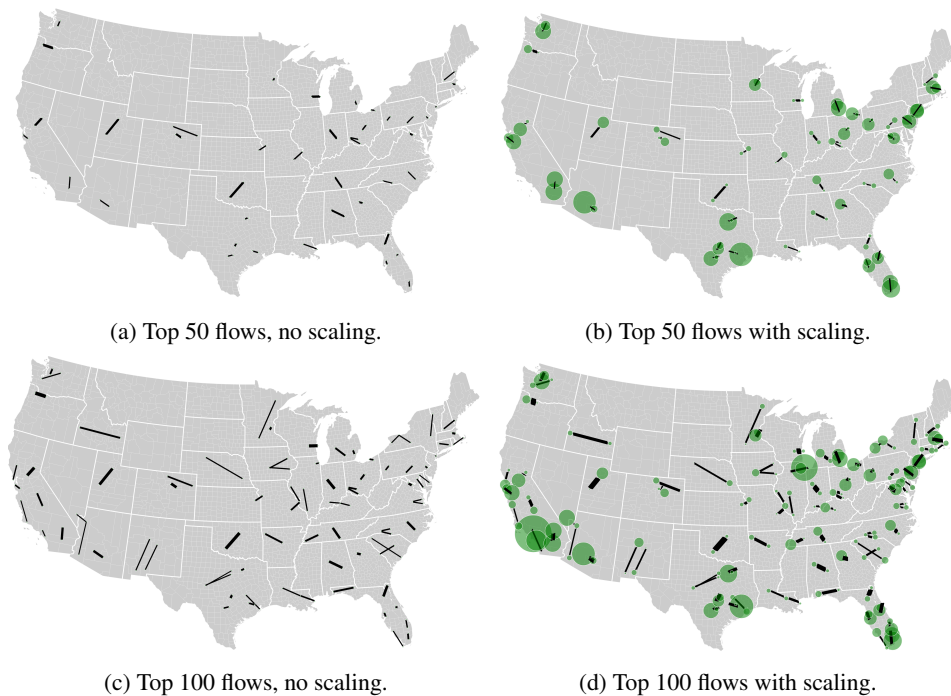 (a) Top 50 flows, no scaling.
(b) Top 50 flows with scaling.
(c) Top 100 flows, no scaling.
(d) Top 100 flows with scaling.